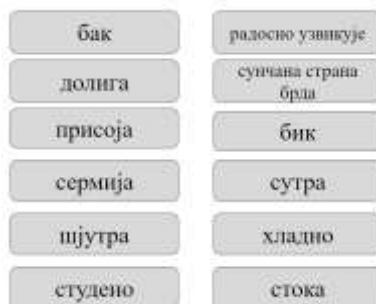 бак
радосно узвикује
долига
сунчана страна
брда
присоја
бик
сермија
сутра
шјутра
хладно
студено
стока